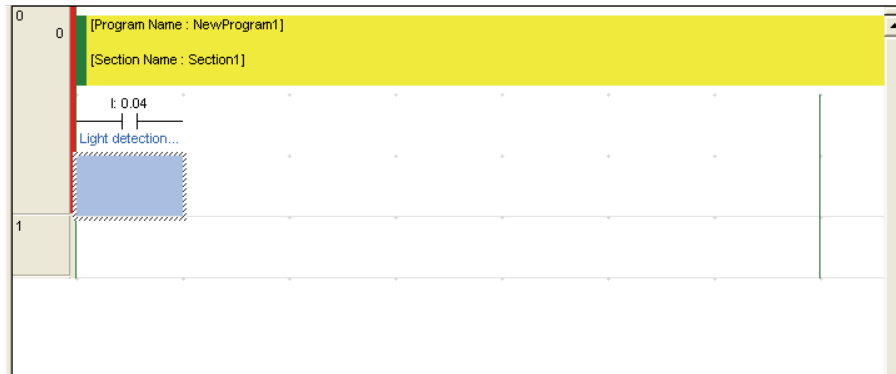 0
0
[Program Name : NewProgram1]
[Section Name : Section1]
I: 0.04
Light detection...
1